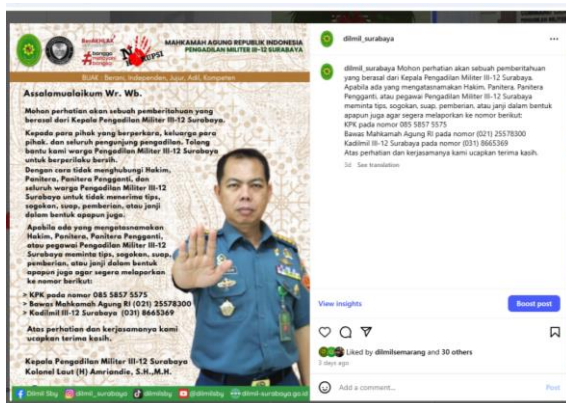 BerAKHLAK
bangga
melayani
bangsa
MAHKAMAH AGUNG REPUBLIK INDONESIA
PENGADILAN MILITER III-12 SURABAYA
BIJAK : Berani, Independen, Jujur, Adil, Kompeten
Assalamualaikum Wr. Wb.
Mohon perhatian akan sebuah pemberitahuan yang
berasal dari Kepala Pengadilan Militer III-12 Surabaya.
Kepada para pihak yang berperkara, keluarga para
pihak. dan seluruh pengunjung pengadilan. Tolong
bantu kami warga Pengadilan Militer III-12 Surabaya
untuk berperilaku bersih.
Dengan cara tidak menghubungi Hakim,
Panitera, Panitera Pengganti, dan
seluruh warga Pengadilan Militer III-12
Surabaya untuk tidak menerima tips,
sogokan, suap, pemberian, atau janji
dalam bentuk apapun juga.
Apabila ada yang mengatasnamakan
Hakim, Panitera, Panitera Pengganti,
atau pegawai Pengadilan Militer III-12
Surabaya meminta tips, sogokan, suap,
pemberian, atau janji dalam bentuk
apapun juga agar segera melaporkan
ke nomor berikut:
> KPK pada nomor 085 5857 5575
> Bawas Mahkamah Agung RI (021) 25578300
> Kadilmil III-12 Surabaya (031) 8665369
Atas perhatian dan kerjasamanya kami
ucapkan terima kasih.
Kepala Pengadilan Militer III-12 Surabaya
Kolonel Laut (H) Amriandie, S.H.,M.H.
Dilmil Sby dilmil_surabaya dilmilsby @dilmilsby dilmil-surabaya.go.id
dilmil_surabaya
dilmil_surabaya Mohon perhatian akan sebuah pemberitahuan
yang berasal dari Kepala Pengadilan Militer III-12 Surabaya.
Apabila ada yang mengatasnamakan Hakim, Panitera. Panitera
Pengganti, atau pegawai Pengadilan Militer III-12 Surabaya
meminta tips, sogokan, suap, pemberian, atau janji dalam bentuk
apapun juga agar segera melaporkan ke nomor berikut:
KPK pada nomor 085 5857 5575
Bawas Mahkamah Agung RI pada nomor (021) 25578300
Kadilmil III-12 Surabaya pada nomor (031) 8665369
Atas perhatian dan kerjasamanya kami ucapkan terima kasih.
3d See translation
View insights
Boost post
Liked by dilmilsemarang and 30 others
3 days ago
Add a comment...
Post